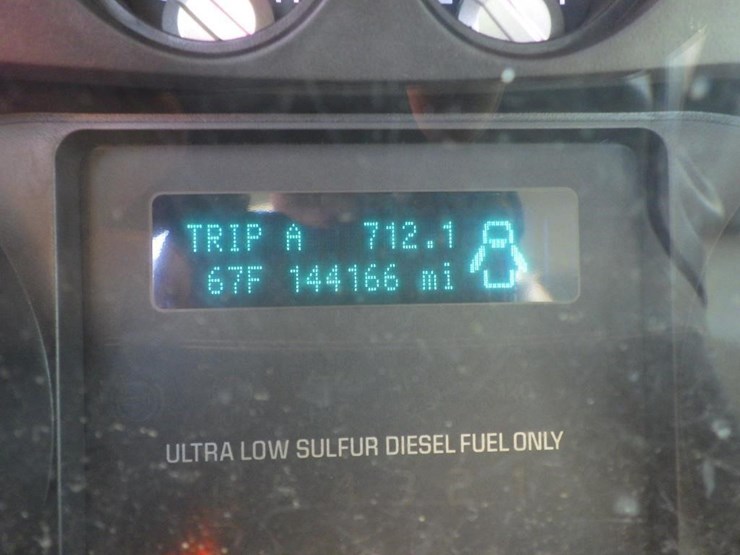 TRIP A 712.1
67F 144166 mi
ULTRA LOW SULFUR DIESEL FUEL ONLY